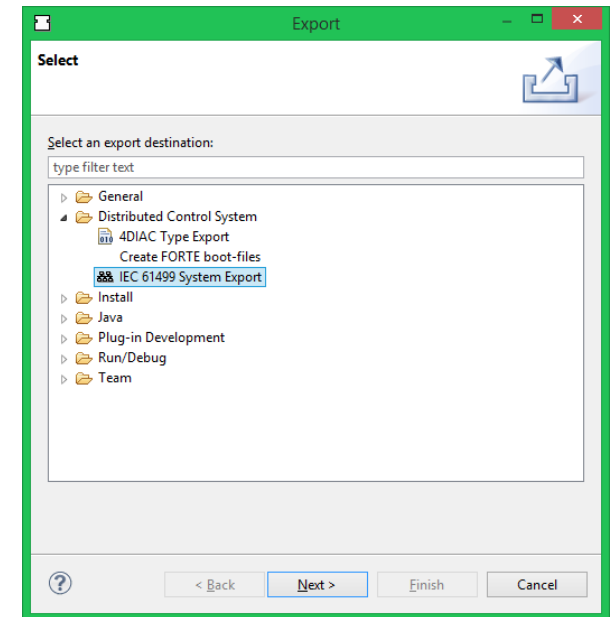 Export
Select
Select an export destination:
type filter text
General
Distributed Control System
010 4DIAC Type Export
Create FORTE boot-files
IEC 61499 System Export
Install
Java
Plug-in Development
Run/Debug
Team
? < Back Next > Finish Cancel